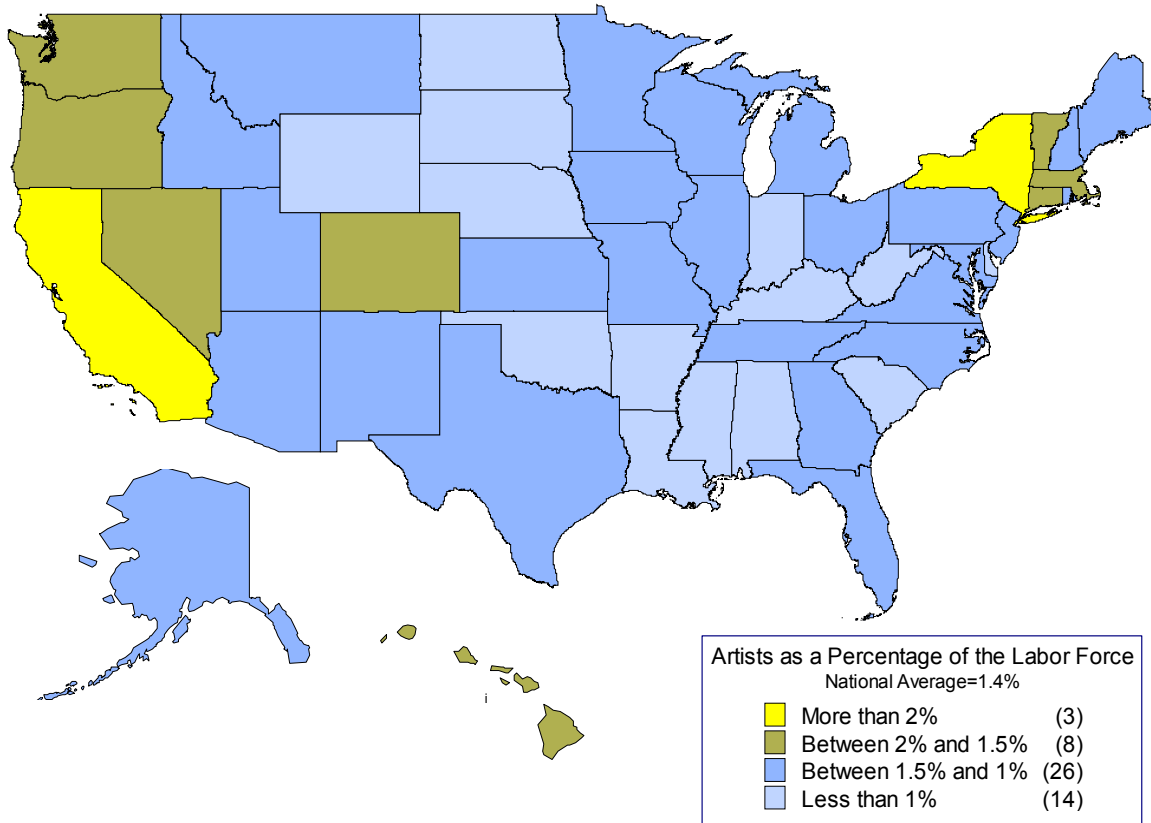 i
Artists as a Percentage of the Labor Force
National Average=1.4%
More than 2% (3)
Between 2% and 1.5% (8)
Between 1.5% and 1% (26)
Less than 1% (14)